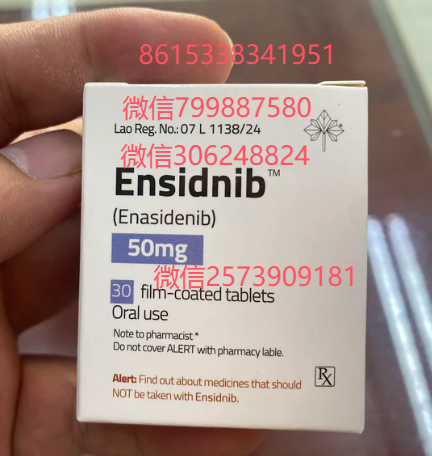 8615338341951
微信799887580
Lao Reg. No.: 07 L 1138/24
微信306248824
Ensidnib™
(Enasidenib)
50mg
微信2573909181
30 film-coated tablets
Oral use
Note to pharmacist*
Do not cover ALERT with pharmacy lable.
Alert: Find out about medicines that should
NOT be taken with Ensidnib.
Rx